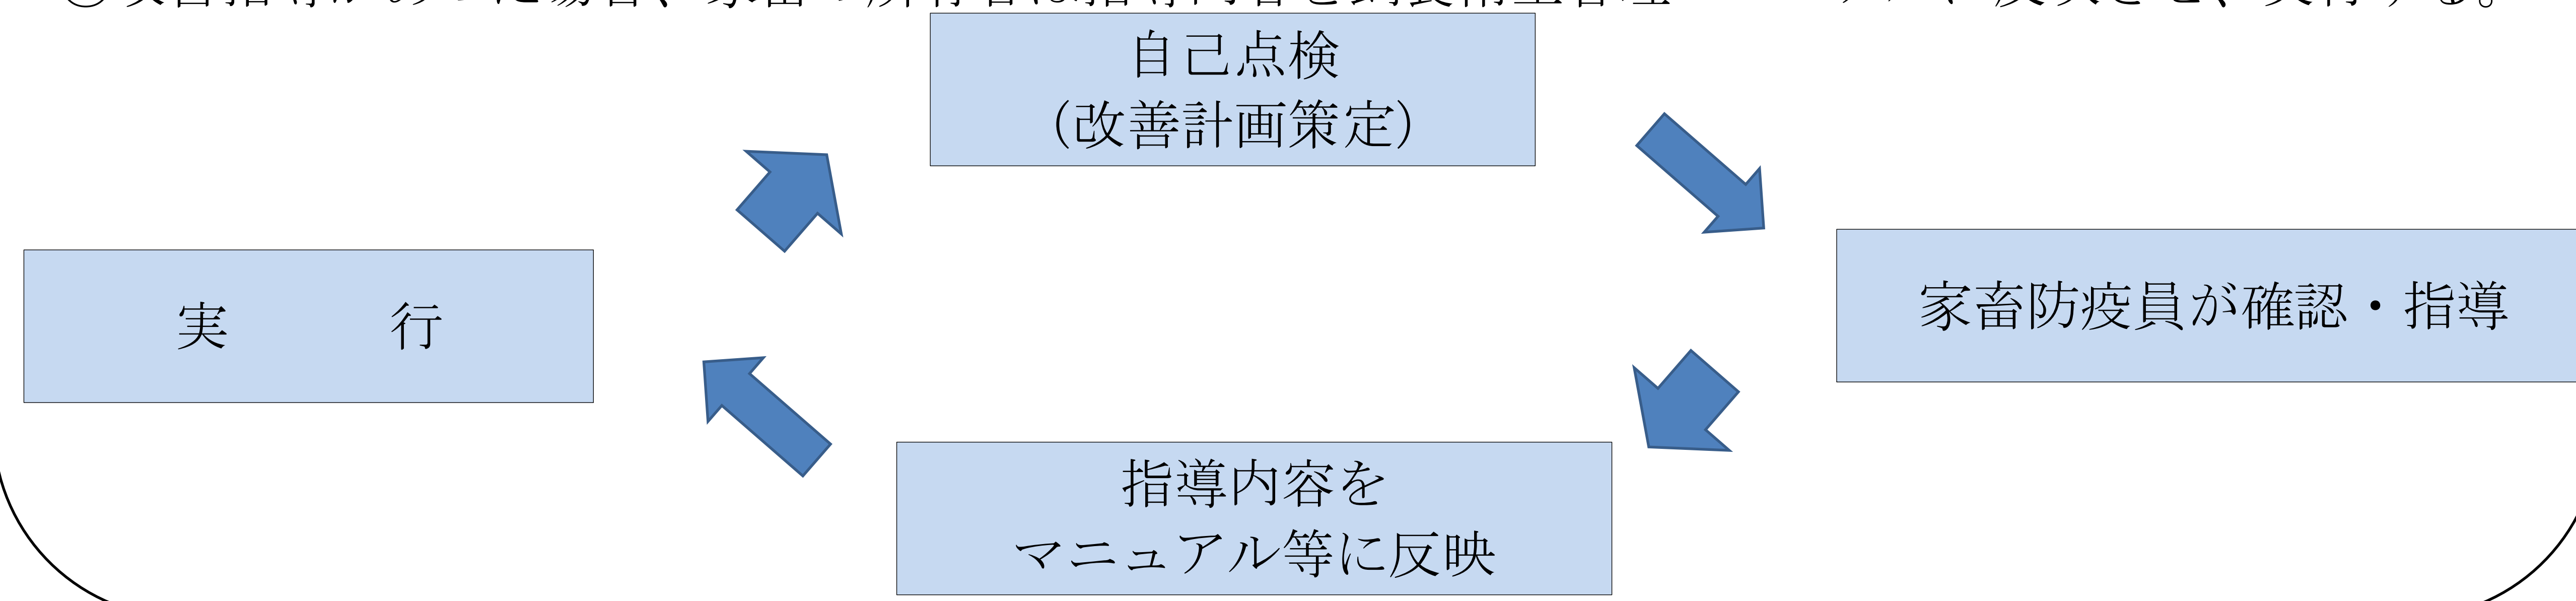 自己点検
（改善計画策定）
実　　　行
家畜防疫員が確認・指導
指導内容を
マニュアル等に反映